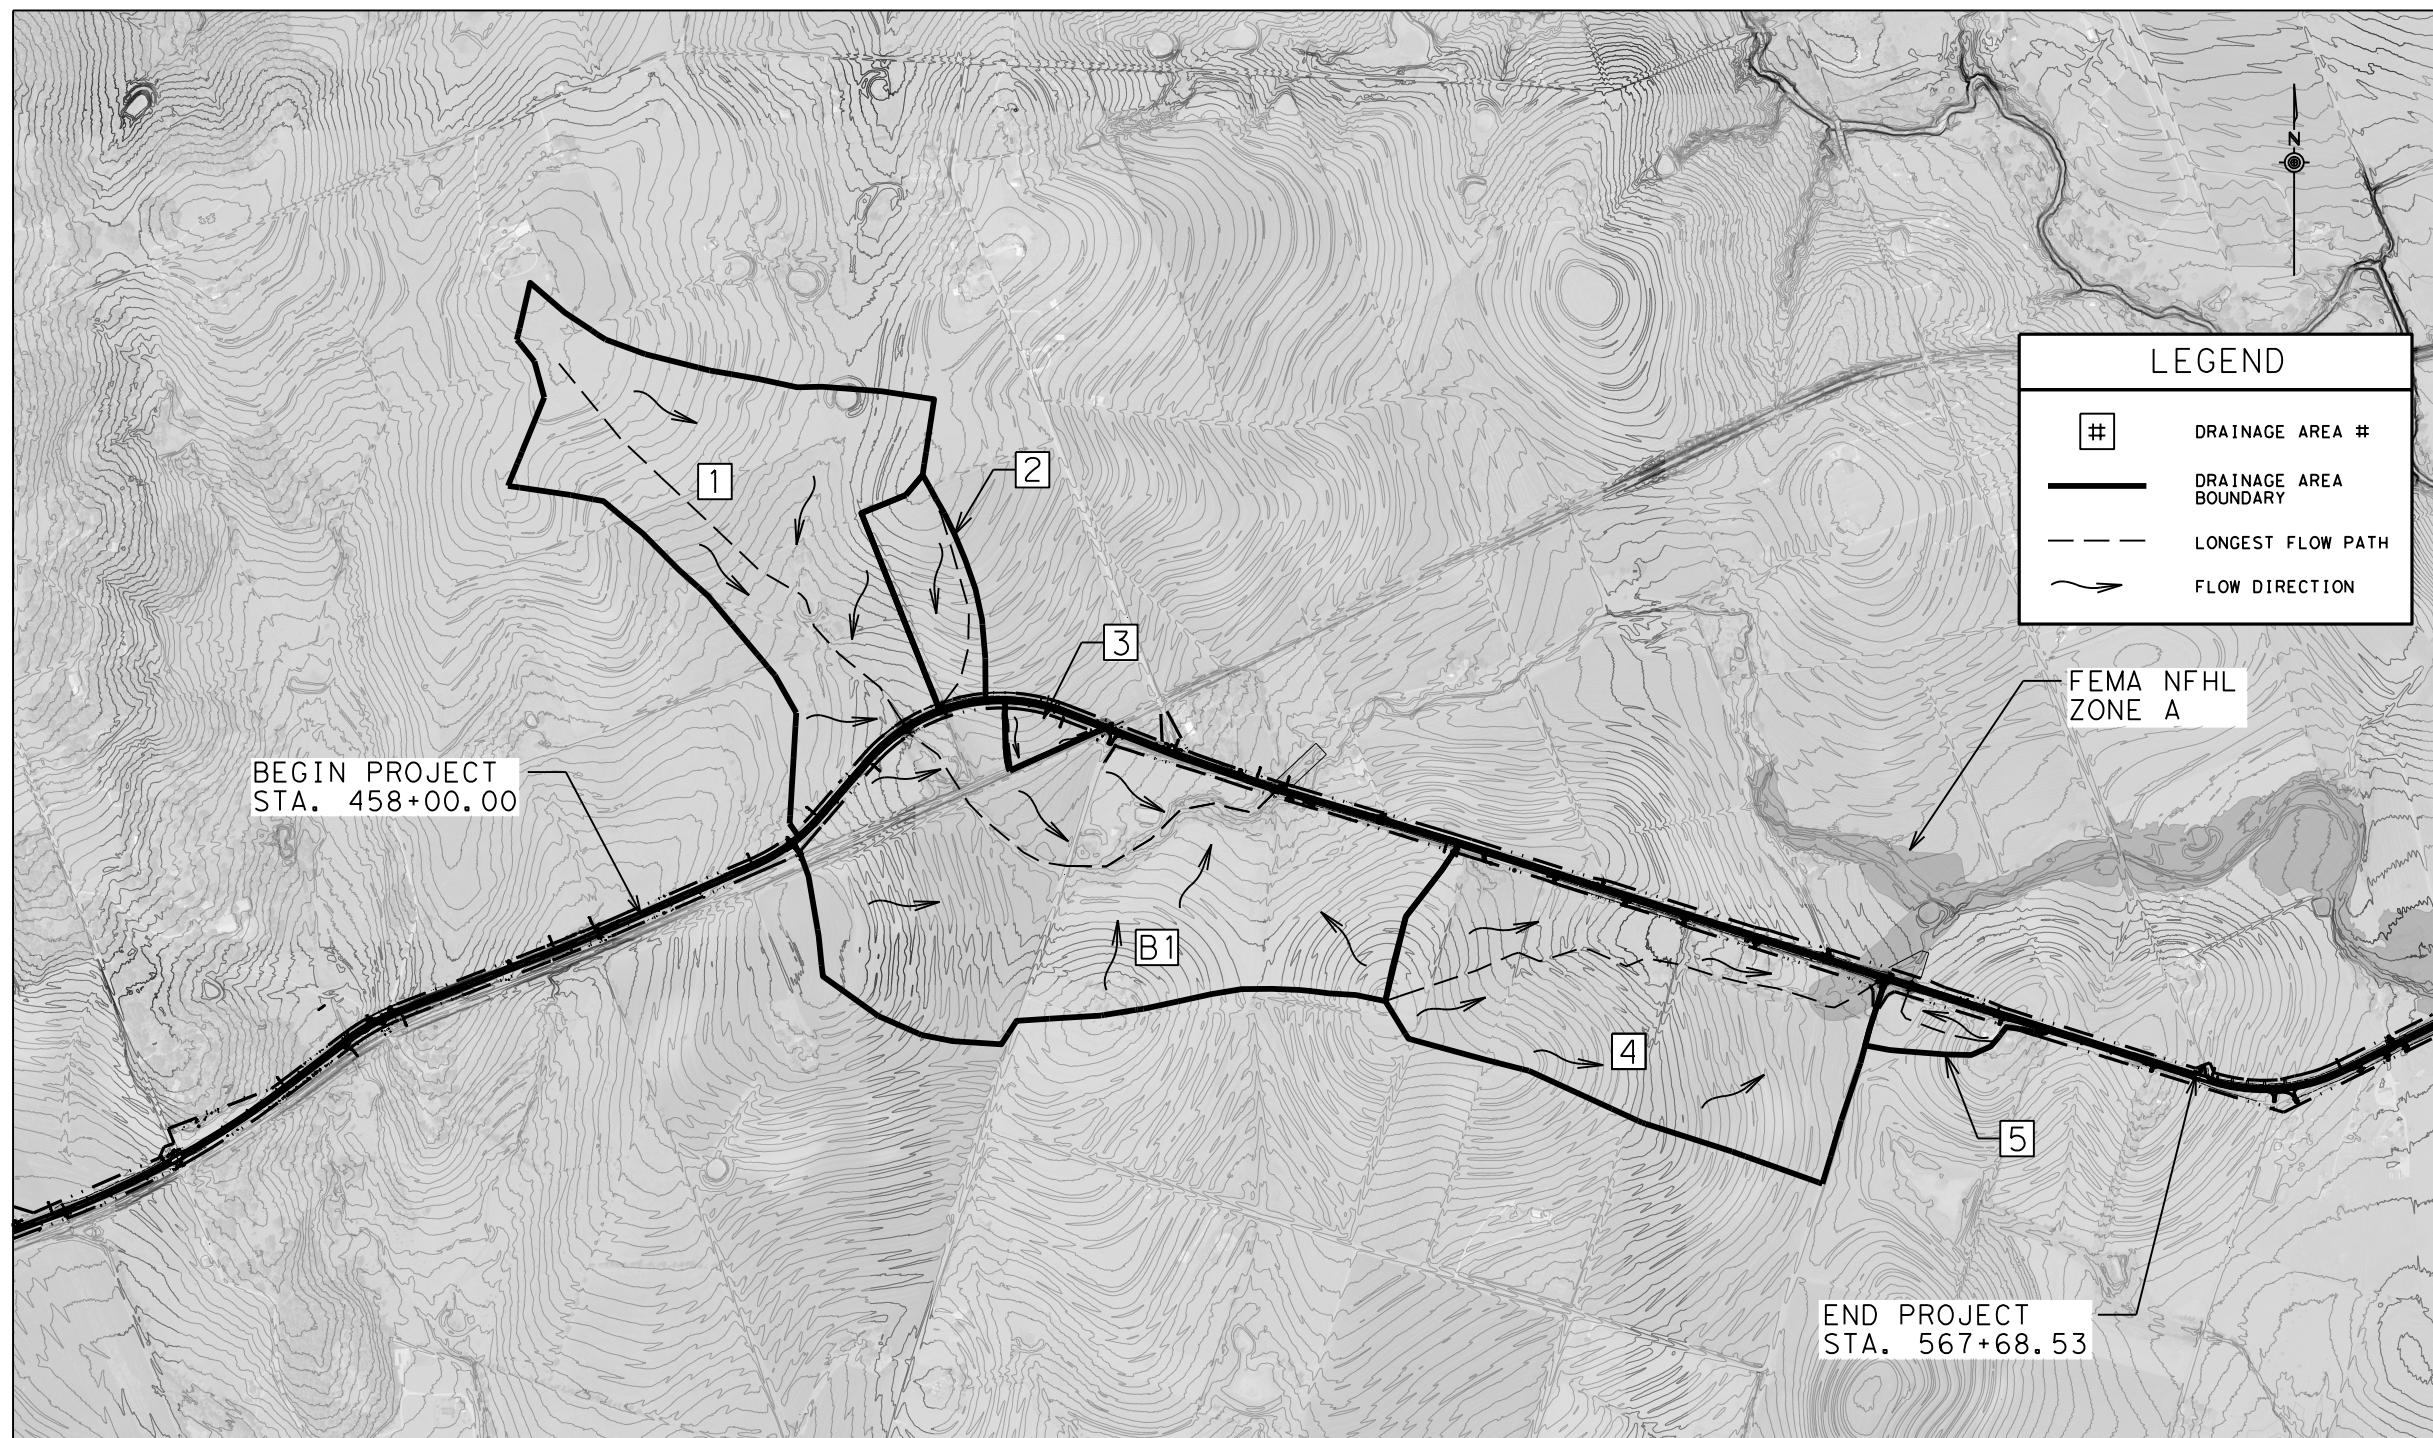 N
LEGEND
# DRAINAGE AREA #
DRAINAGE AREA
BOUNDARY
LONGEST FLOW PATH
FLOW DIRECTION
1
2
3
FEMA NFHL
ZONE A
BEGIN PROJECT
STA. 458+00.00
B1
4
5
END PROJECT
STA. 567+68.53